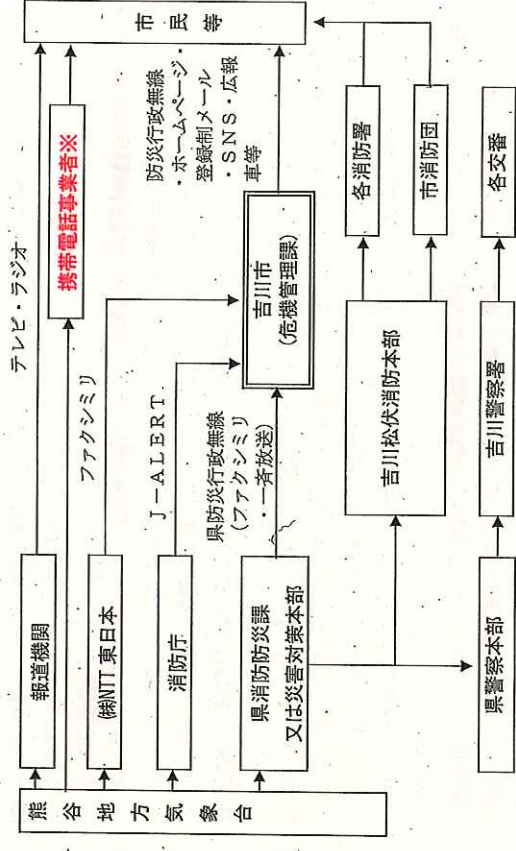 熊谷地方気象台
報道機関
テレビ・ラジオ
携帯電話事業者※
市民等
㈱NTT東日本
ファクシミリ
消防庁
J－ALERT
県消防防災課
又は災害対策本部
県防災行政無線
(ファクシミリ
・一斉放送)
吉川市
(危機管理課)
防災行政無線
・ホームページ・
登録制メール
・SNS・広報
車等
吉川松伏消防本部
各消防署
市消防団
県警察本部
吉川警察署
各交番